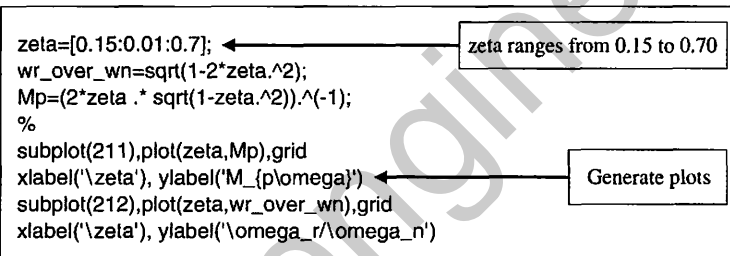 zeta=[0.15:0.01:0.7];
zeta ranges from 0.15 to 0.70
wr_over_wn=sqrt(1-2*zeta.^2);
Mp=(2*zeta .* sqrt(1-zeta.^2)).^(-1);
%
subplot(211),plot(zeta,Mp),grid
xlabel('\zeta'), ylabel('M_{p\omega}')
Generate plots
subplot(212),plot(zeta,wr_over_wn),grid
xlabel('\zeta'), ylabel('\omega_r/\omega_n')